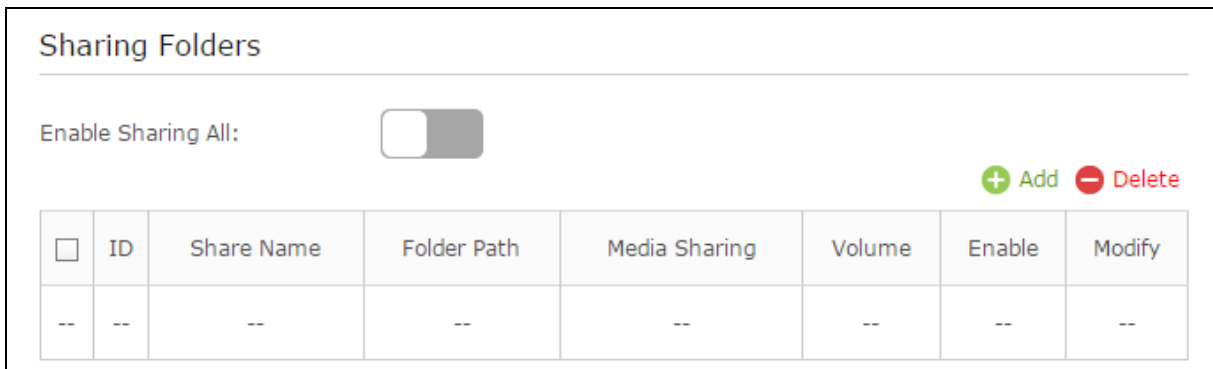 Sharing Folders
Enable Sharing All:
Add Delete
ID Share Name Folder Path Media Sharing Volume Enable Modify
-- -- -- -- -- -- -- --